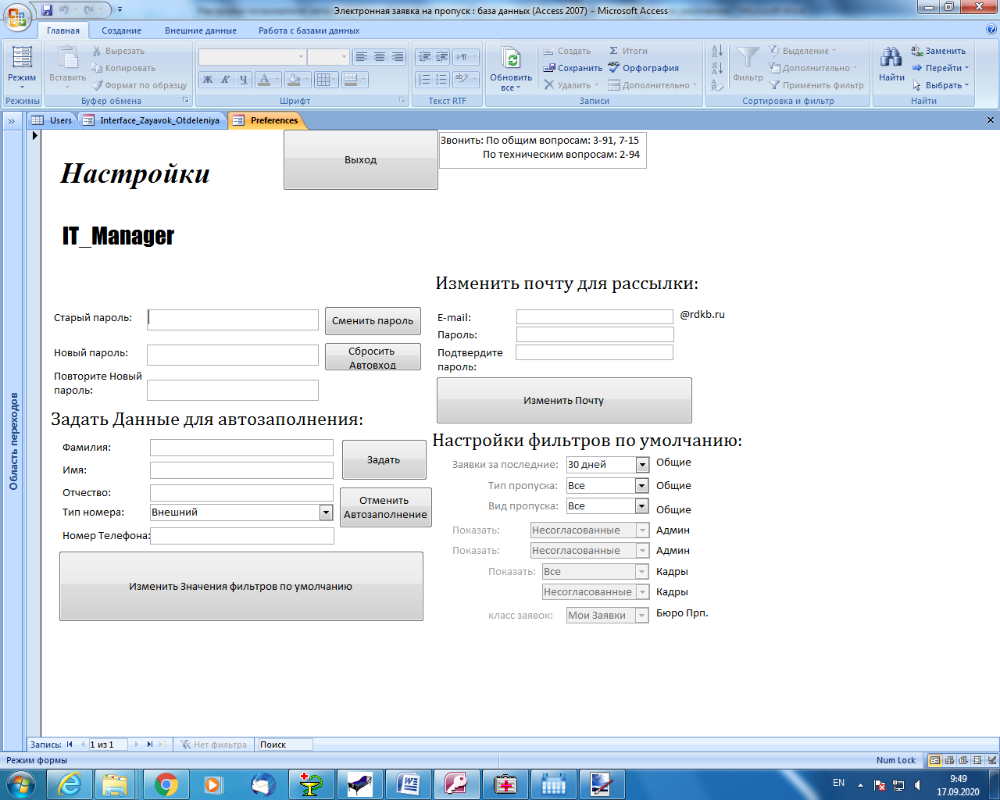 Электронная заявка на пропуск : база данных (Access 2007) - Microsoft Access
Главная Создание Внешние данные Работа с базами данных
Режим
Режимы
Вставить
Вырезать
Копировать
Формат по образцу
Буфер обмена
Ж К Ч А
Шрифт
Текст RTF
Обновить все
Создать
Сохранить
Удалить
Итоги
Орфография
Дополнительно
Записи
Фильтр
Выделение
Дополнительно
Применить фильтр
Сортировка и фильтр
Найти
Заменить
Перейти
Выбрать
Найти
Users Interface_Zayavok_Otdeleniya Preferences
Область переходов
Настройки
Выход
Звонить: По общим вопросам: 3-91, 7-15
По техническим вопросам: 2-94
IT_Manager
Старый пароль:
Сменить пароль
Новый пароль:
Сбросить
Автовход
Повторите Новый
пароль:
Изменить почту для рассылки:
E-mail: @rdkb.ru
Пароль:
Подтвердите
пароль:
Изменить Почту
Задать Данные для автозаполнения:
Фамилия:
Имя:
Отчество:
Тип номера: Внешний
Номер Телефона:
Задать
Отменить
Автозаполнение
Изменить Значения фильтров по умолчанию
Настройки фильтров по умолчанию:
Заявки за последние: 30 дней Общие
Тип пропуска: Все Общие
Вид пропуска: Все Общие
Показать: Несогласованные Админ
Показать: Несогласованные Админ
Показать: Все Кадры
Несогласованные Кадры
класс заявок: Мои Заявки Бюро Прп.
Запись: 1 из 1 Нет фильтра Поиск
Режим формы Num Lock
EN
9:49
17.09.2020